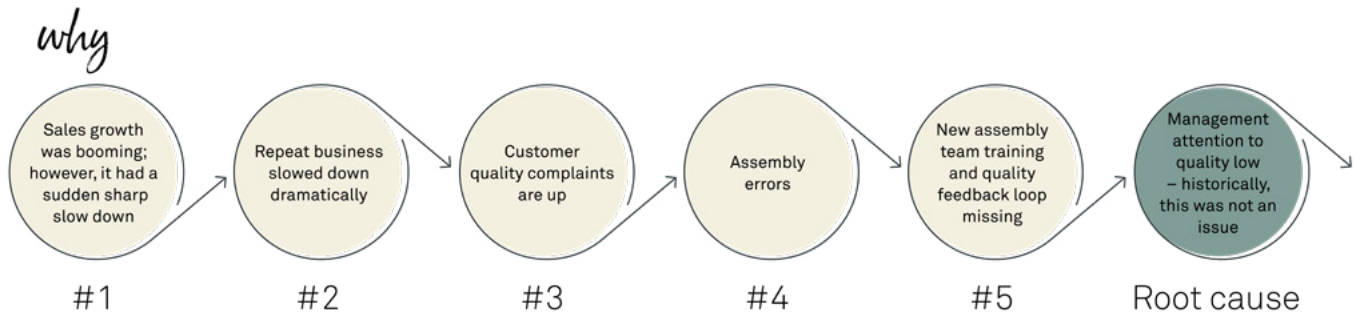 why
Sales growth
was booming;
however, it had a
sudden sharp
slow down
Repeat business
slowed down
dramatically
Customer
quality complaints
are up
Assembly
errors
New assembly
team training
and quality
feedback loop
missing
Management
attention to
quality low
– historically,
this was not an
issue
#1
#2
#3
#4
#5
Root cause